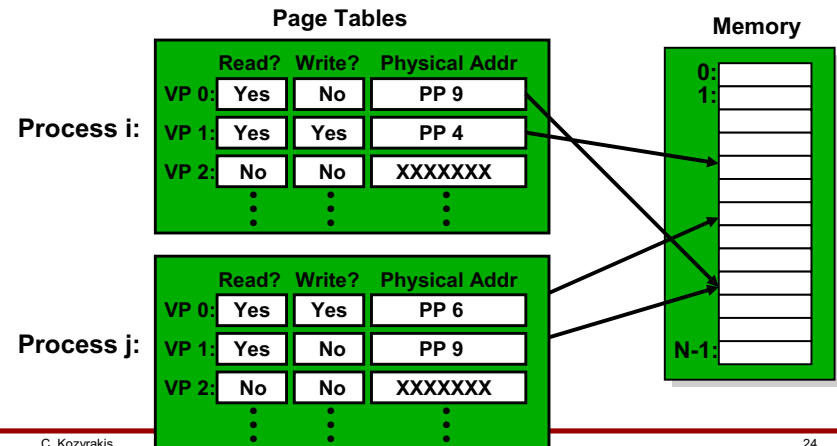 Page Tables
Memory
Read? Write? Physical Addr
0:
VP 0: Yes No PP 9
1:
Process i:
VP 1: Yes Yes PP 4
VP 2: No No XXXXXXX
Read? Write? Physical Addr
VP 0: Yes Yes PP 6
Process j:
VP 1: Yes No PP 9
N-1:
VP 2: No No XXXXXXX
C. Kozyrakis
24